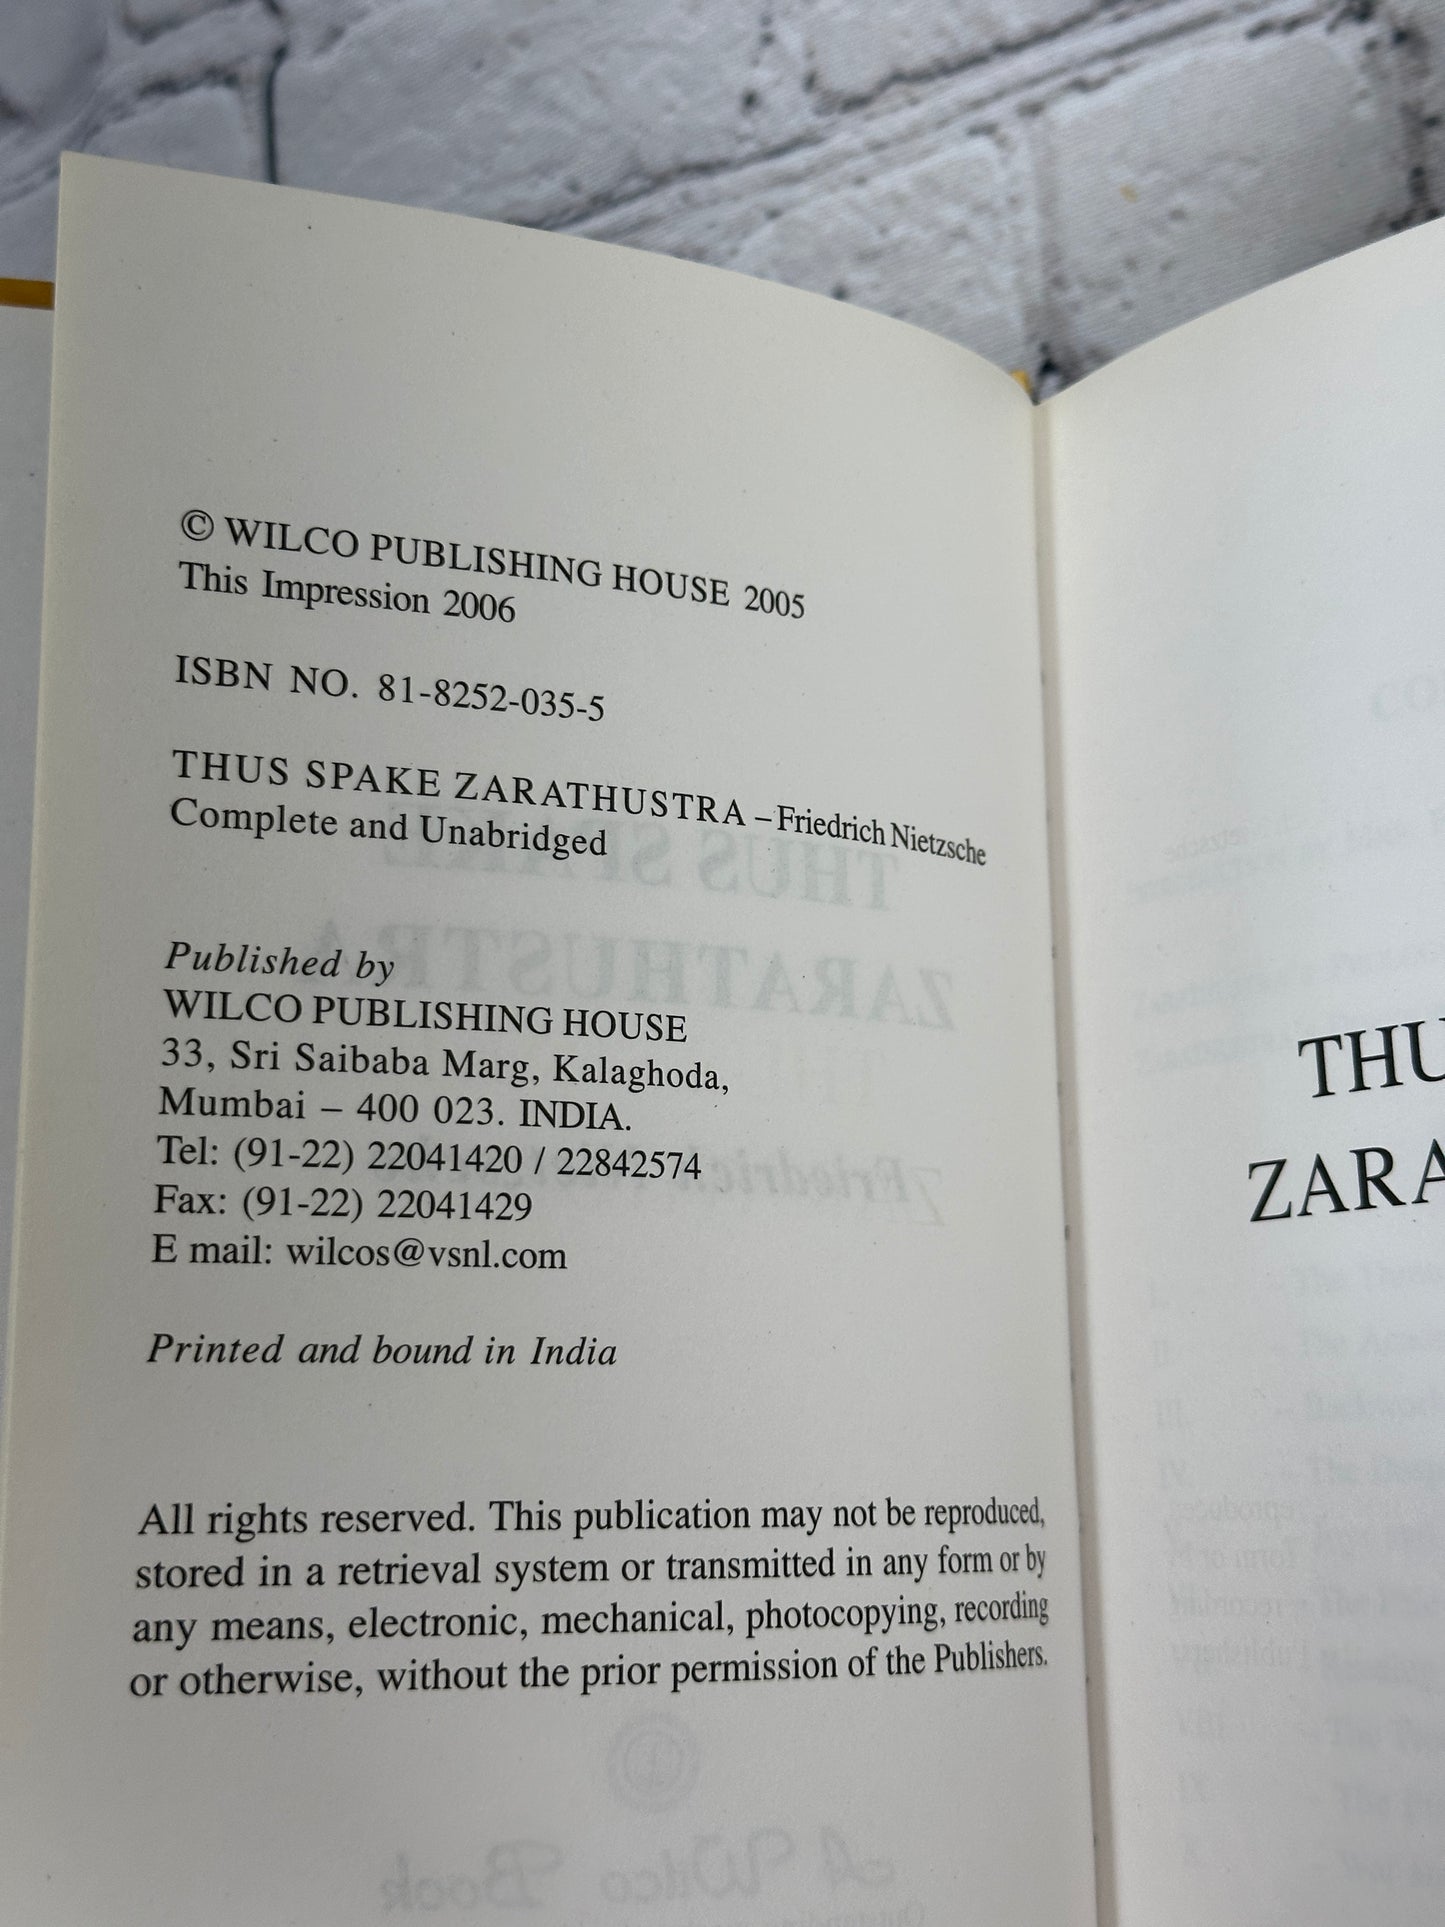 © WILCO PUBLISHING HOUSE 2005
This Impression 2006
ISBN NO. 81-8252-035-5
THUS SPAKE ZARATHUSTRA – Friedrich Nietzsche
Complete and Unabridged
Published by
WILCO PUBLISHING HOUSE
33, Sri Saibaba Marg, Kalaghoda,
Mumbai – 400 023. INDIA.
Tel: (91-22) 22041420 / 22842574
Fax: (91-22) 22041429
E mail: wilcos@vsnl.com
Printed and bound in India
All rights reserved. This publication may not be reproduced,
stored in a retrieval system or transmitted in any form or by
any means, electronic, mechanical, photocopying, recording
or otherwise, without the prior permission of the Publishers.
A Wilco Book
THU
ZARA